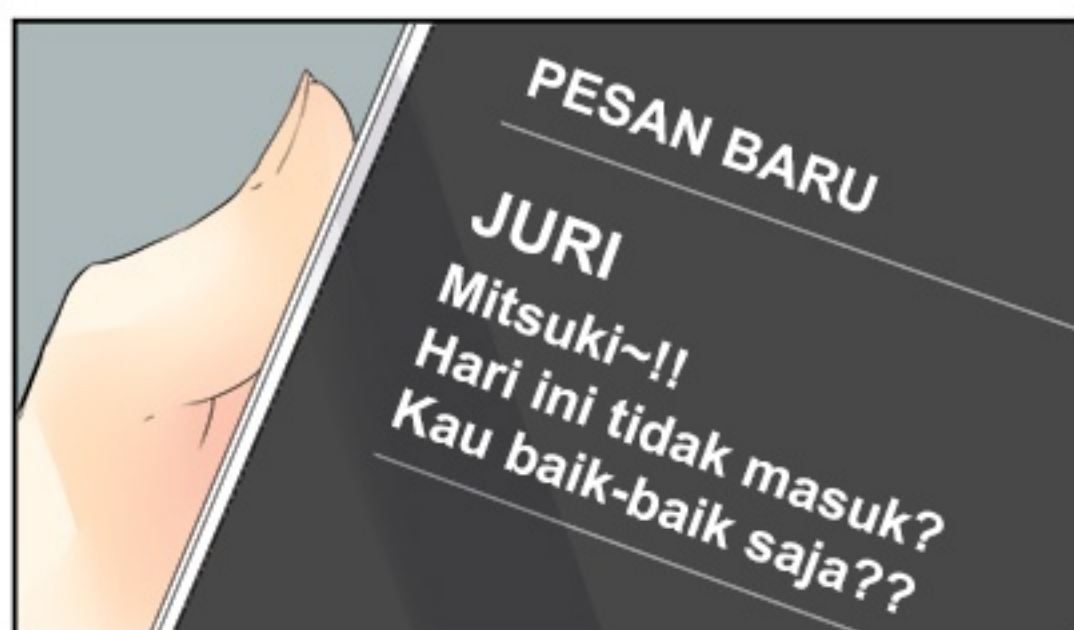 PESAN BARU
JURI
Mitsuki~!!
Hari ini tidak masuk?
Kau baik-baik saja??